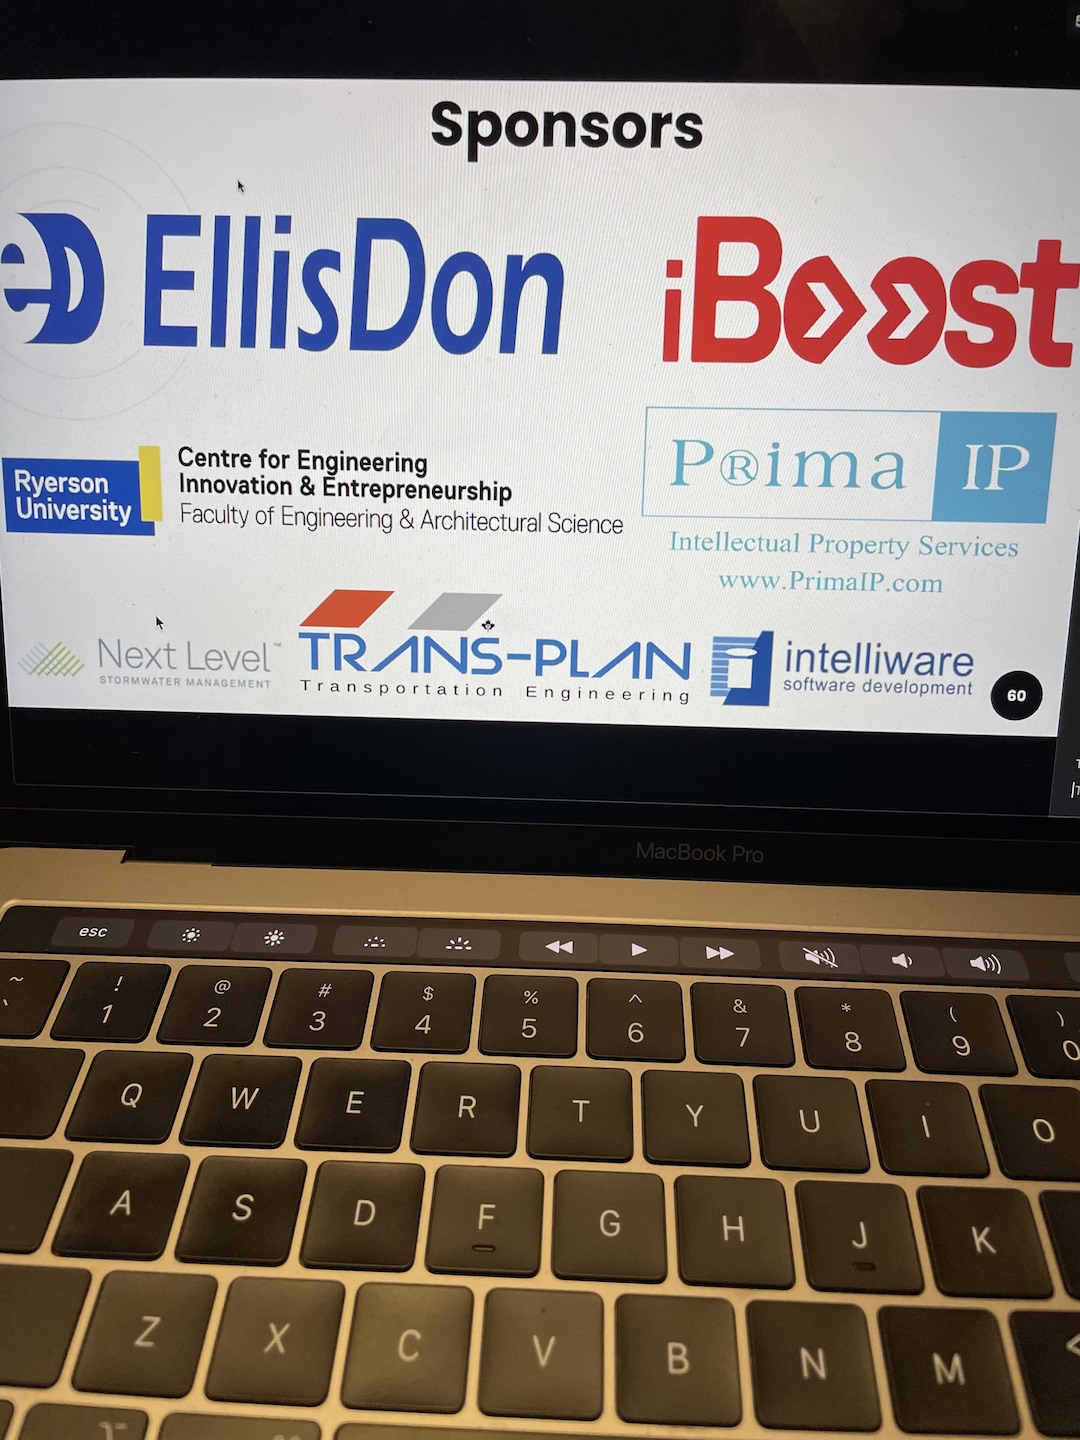 Sponsors
eD EllisDon
iBoost
Ryerson
University
Centre for Engineering
Innovation & Entrepreneurship
Faculty of Engineering & Architectural Science
P®ima IP
Intellectual Property Services
www.PrimaIP.com
Next Level™
STORMWATER MANAGEMENT
TRANS-PLAN
Transportation Engineering
intelliware
software development
60
MacBook Pro
esc
~ ! @ # $ % ^ & * ( )
` 1 2 3 4 5 6 7 8 9 0
Q W E R T Y U I O
A S D F G H J K
Z X C V B N M <